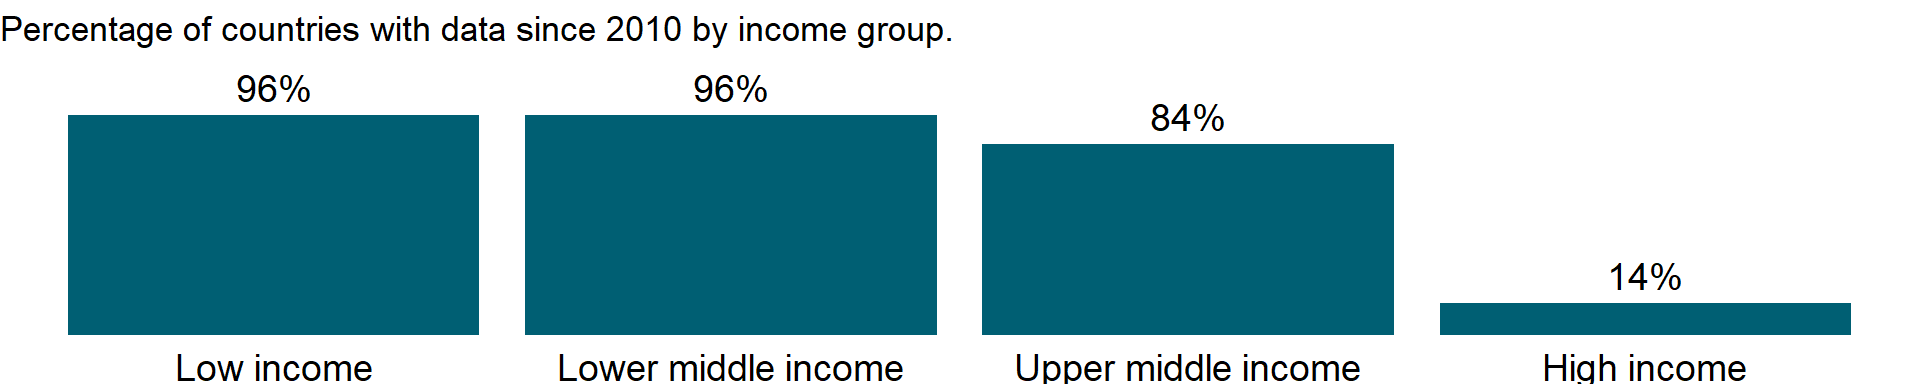 Percentage of countries with data since 2010 by income group.
96%
96%
84%
14%
Low income
Lower middle income
Upper middle income
High income